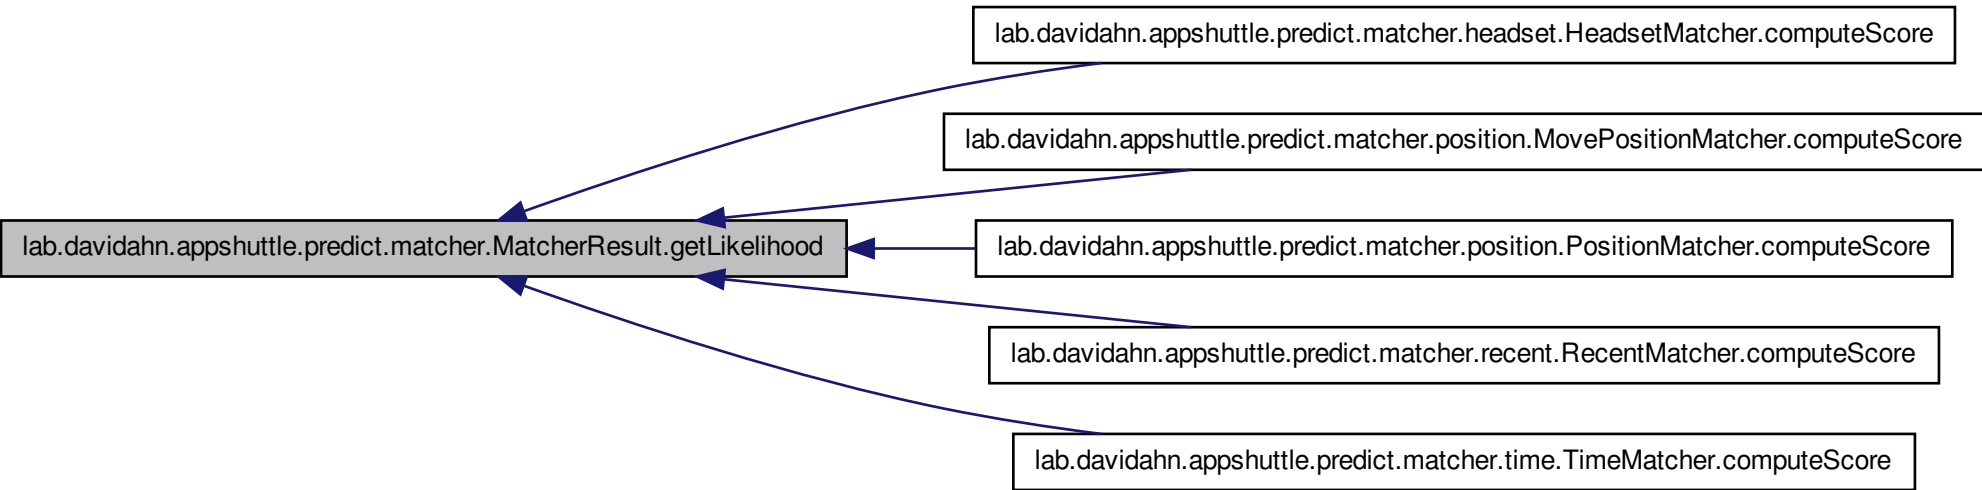 lab.davidahn.appshuttle.predict.matcher.headset.HeadsetMatcher.computeScore
lab.davidahn.appshuttle.predict.matcher.position.MovePositionMatcher.computeScore
lab.davidahn.appshuttle.predict.matcher.MatcherResult.getLikelihood
lab.davidahn.appshuttle.predict.matcher.position.PositionMatcher.computeScore
lab.davidahn.appshuttle.predict.matcher.recent.RecentMatcher.computeScore
lab.davidahn.appshuttle.predict.matcher.time.TimeMatcher.computeScore